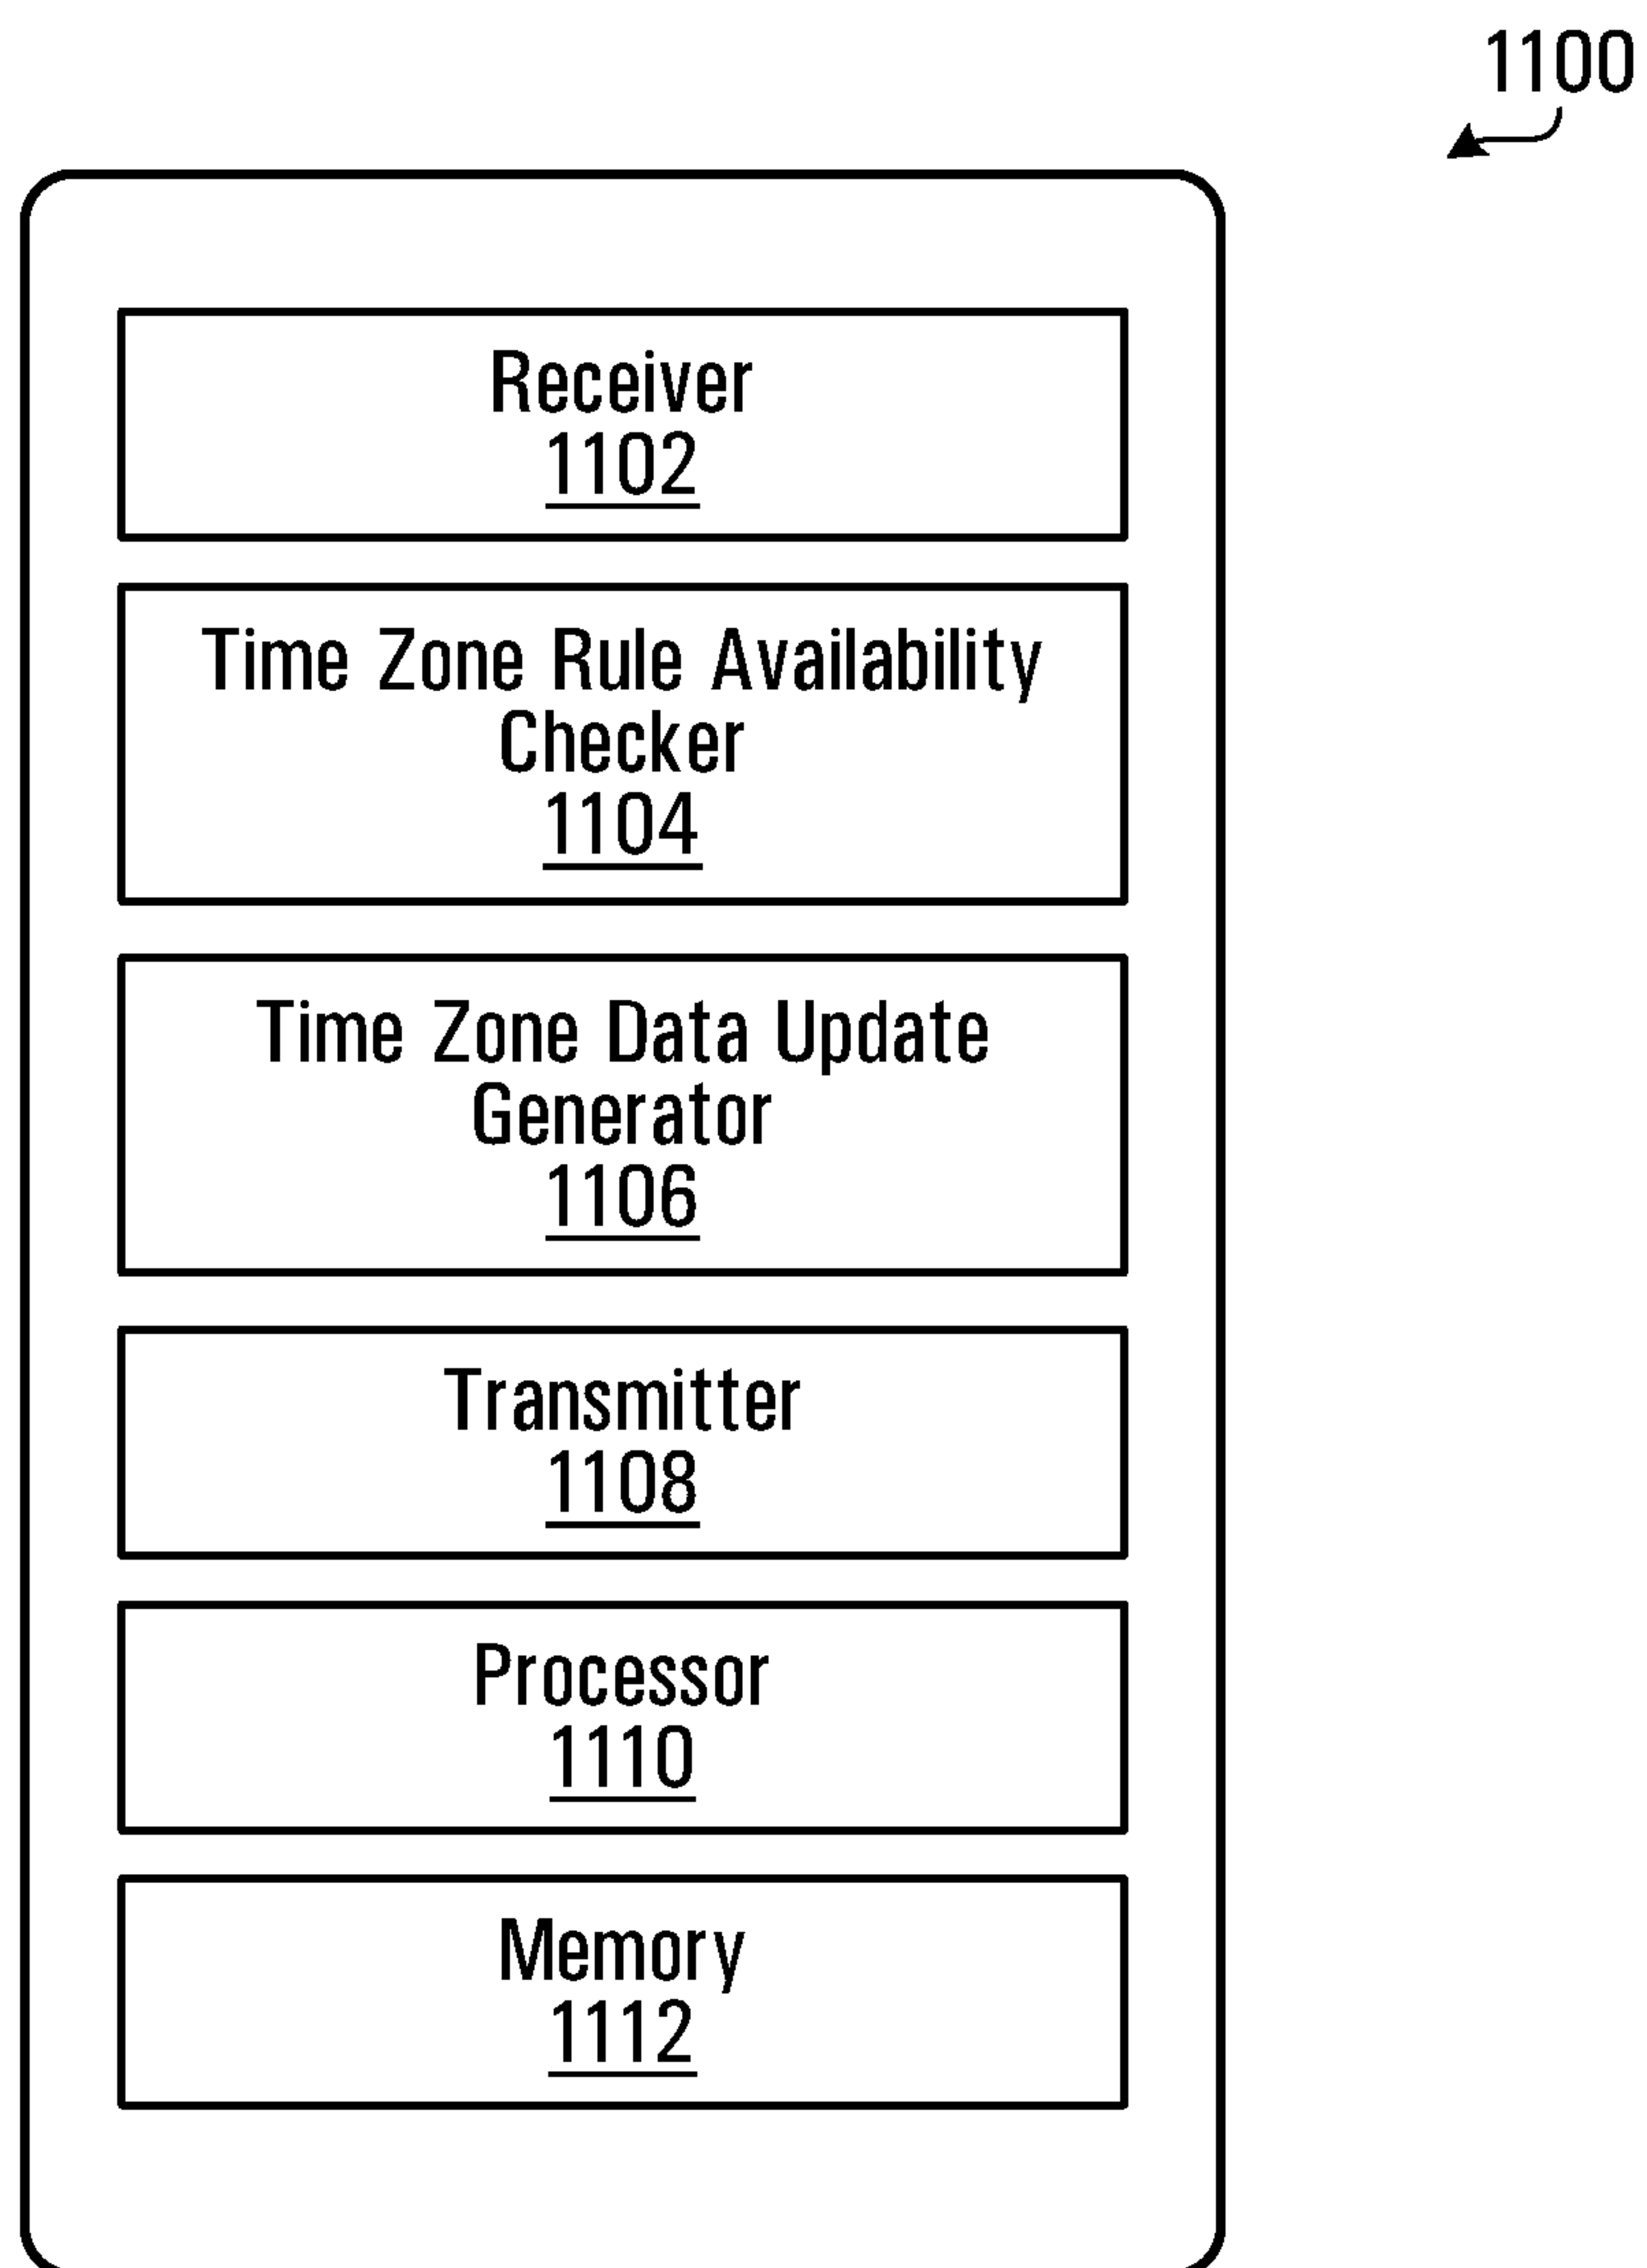 1100
Receiver
1102
Time Zone Rule Availability
Checker
1104
Time Zone Data Update
Generator
1106
Transmitter
1108
Processor
1110
Memory
1112